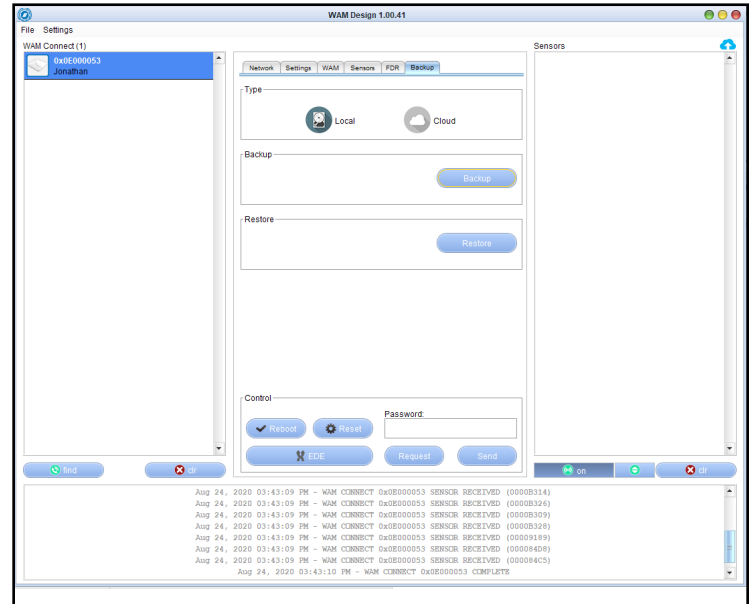 WAM Design 1.00.41
File Settings
WAM Connect (1)
0x0E000053
Jonathan
Network Settings WAM Sensors FDR Backup
Type
Local Cloud
Backup
Backup
Restore
Restore
Control
Password:
Reboot Reset
EDE Request Send
find clr
Sensors
on clr
Aug 24, 2020 03:43:09 PM - WAM CONNECT 0x0E000053 SENSOR RECEIVED (0000B314)
Aug 24, 2020 03:43:09 PM - WAM CONNECT 0x0E000053 SENSOR RECEIVED (0000B326)
Aug 24, 2020 03:43:09 PM - WAM CONNECT 0x0E000053 SENSOR RECEIVED (0000B309)
Aug 24, 2020 03:43:09 PM - WAM CONNECT 0x0E000053 SENSOR RECEIVED (0000B328)
Aug 24, 2020 03:43:09 PM - WAM CONNECT 0x0E000053 SENSOR RECEIVED (00009189)
Aug 24, 2020 03:43:09 PM - WAM CONNECT 0x0E000053 SENSOR RECEIVED (000084D8)
Aug 24, 2020 03:43:09 PM - WAM CONNECT 0x0E000053 SENSOR RECEIVED (000084C5)
Aug 24, 2020 03:43:10 PM - WAM CONNECT 0x0E000053 COMPLETE